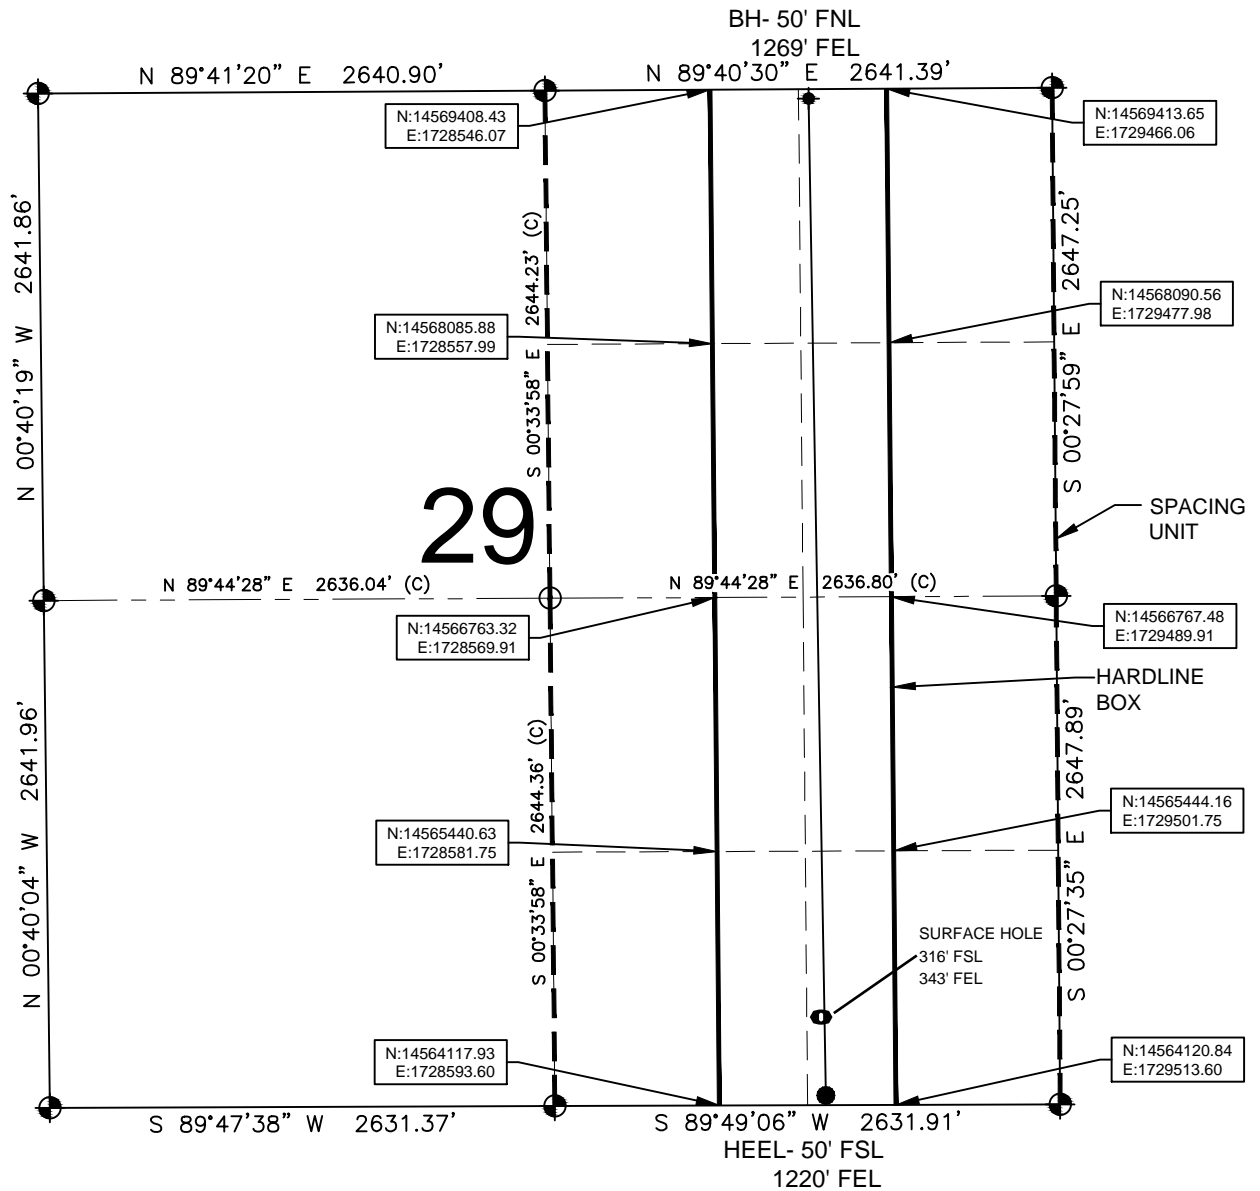 BH- 50' FNL
1269' FEL
N 89°41'20" E 2640.90'
N 89°40'30" E 2641.39'
N:14569408.43
E:1728546.07
N:14569413.65
E:1729466.06
N 00°40'19" W 2641.86'
S 00°33'58" E 2644.23' (C)
S 00°27'59" E 2647.25'
N:14568085.88
E:1728557.99
N:14568090.56
E:1729477.98
29
SPACING
UNIT
N 89°44'28" E 2636.04' (C)
N 89°44'28" E 2636.80' (C)
N:14566763.32
E:1728569.91
N:14566767.48
E:1729489.91
HARDLINE
BOX
N 00°40'04" W 2641.96'
S 00°33'58" E 2644.36' (C)
S 00°27'35" E 2647.89'
N:14565440.63
E:1728581.75
N:14565444.16
E:1729501.75
SURFACE HOLE
316' FSL
343' FEL
N:14564117.93
E:1728593.60
N:14564120.84
E:1729513.60
S 89°47'38" W 2631.37'
S 89°49'06" W 2631.91'
HEEL- 50' FSL
1220' FEL